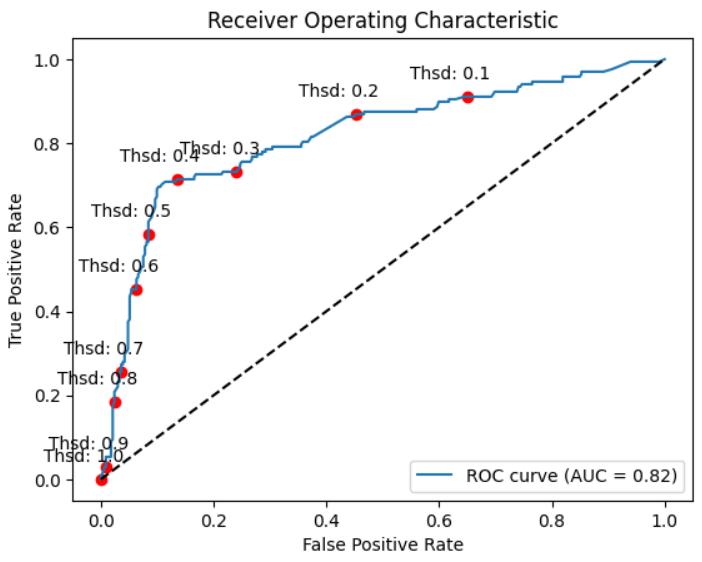 Receiver Operating Characteristic
1.0
0.8
0.6
0.4
0.2
0.0
True Positive Rate
Thsd: 0.1
Thsd: 0.2
Thsd: 0.3
Thsd: 0.4
Thsd: 0.5
Thsd: 0.6
Thsd: 0.7
Thsd: 0.8
Thsd: 0.9
Thsd: 1.0
ROC curve (AUC = 0.82)
0.0 0.2 0.4 0.6 0.8 1.0
False Positive Rate